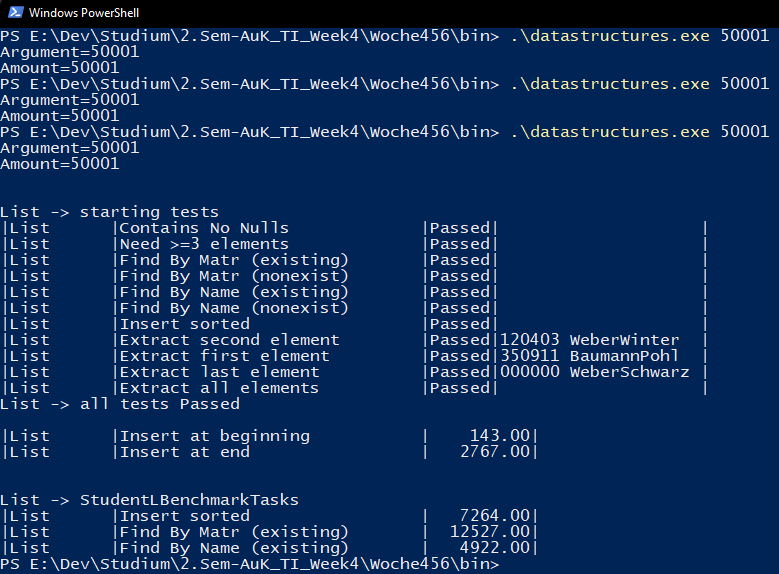 Windows PowerShell
PS E:\Dev\Studium\2.Sem-AuK_TI_Week4\Woche456\bin> .\datastructures.exe 50001
Argument=50001
Amount=50001
PS E:\Dev\Studium\2.Sem-AuK_TI_Week4\Woche456\bin> .\datastructures.exe 50001
Argument=50001
Amount=50001
PS E:\Dev\Studium\2.Sem-AuK_TI_Week4\Woche456\bin> .\datastructures.exe 50001
Argument=50001
Amount=50001
List -> starting tests
|List      |Contains No Nulls             |Passed|                    |
|List      |Need >=3 elements             |Passed|                    |
|List      |Find By Matr (existing)       |Passed|                    |
|List      |Find By Matr (nonexist)       |Passed|                    |
|List      |Find By Name (existing)       |Passed|                    |
|List      |Find By Name (nonexist)       |Passed|                    |
|List      |Insert sorted                 |Passed|                    |
|List      |Extract second element        |Passed|120403 WeberWinter  |
|List      |Extract first element         |Passed|350911 BaumannPohl  |
|List      |Extract last element          |Passed|000000 WeberSchwarz |
|List      |Extract all elements          |Passed|                    |
List -> all tests Passed
|List      |Insert at beginning           |    143.00|
|List      |Insert at end                 |   2767.00|
List -> StudentLBenchmarkTasks
|List      |Insert sorted                 |   7264.00|
|List      |Find By Matr (existing)       |  12527.00|
|List      |Find By Name (existing)       |   4922.00|
PS E:\Dev\Studium\2.Sem-AuK_TI_Week4\Woche456\bin>